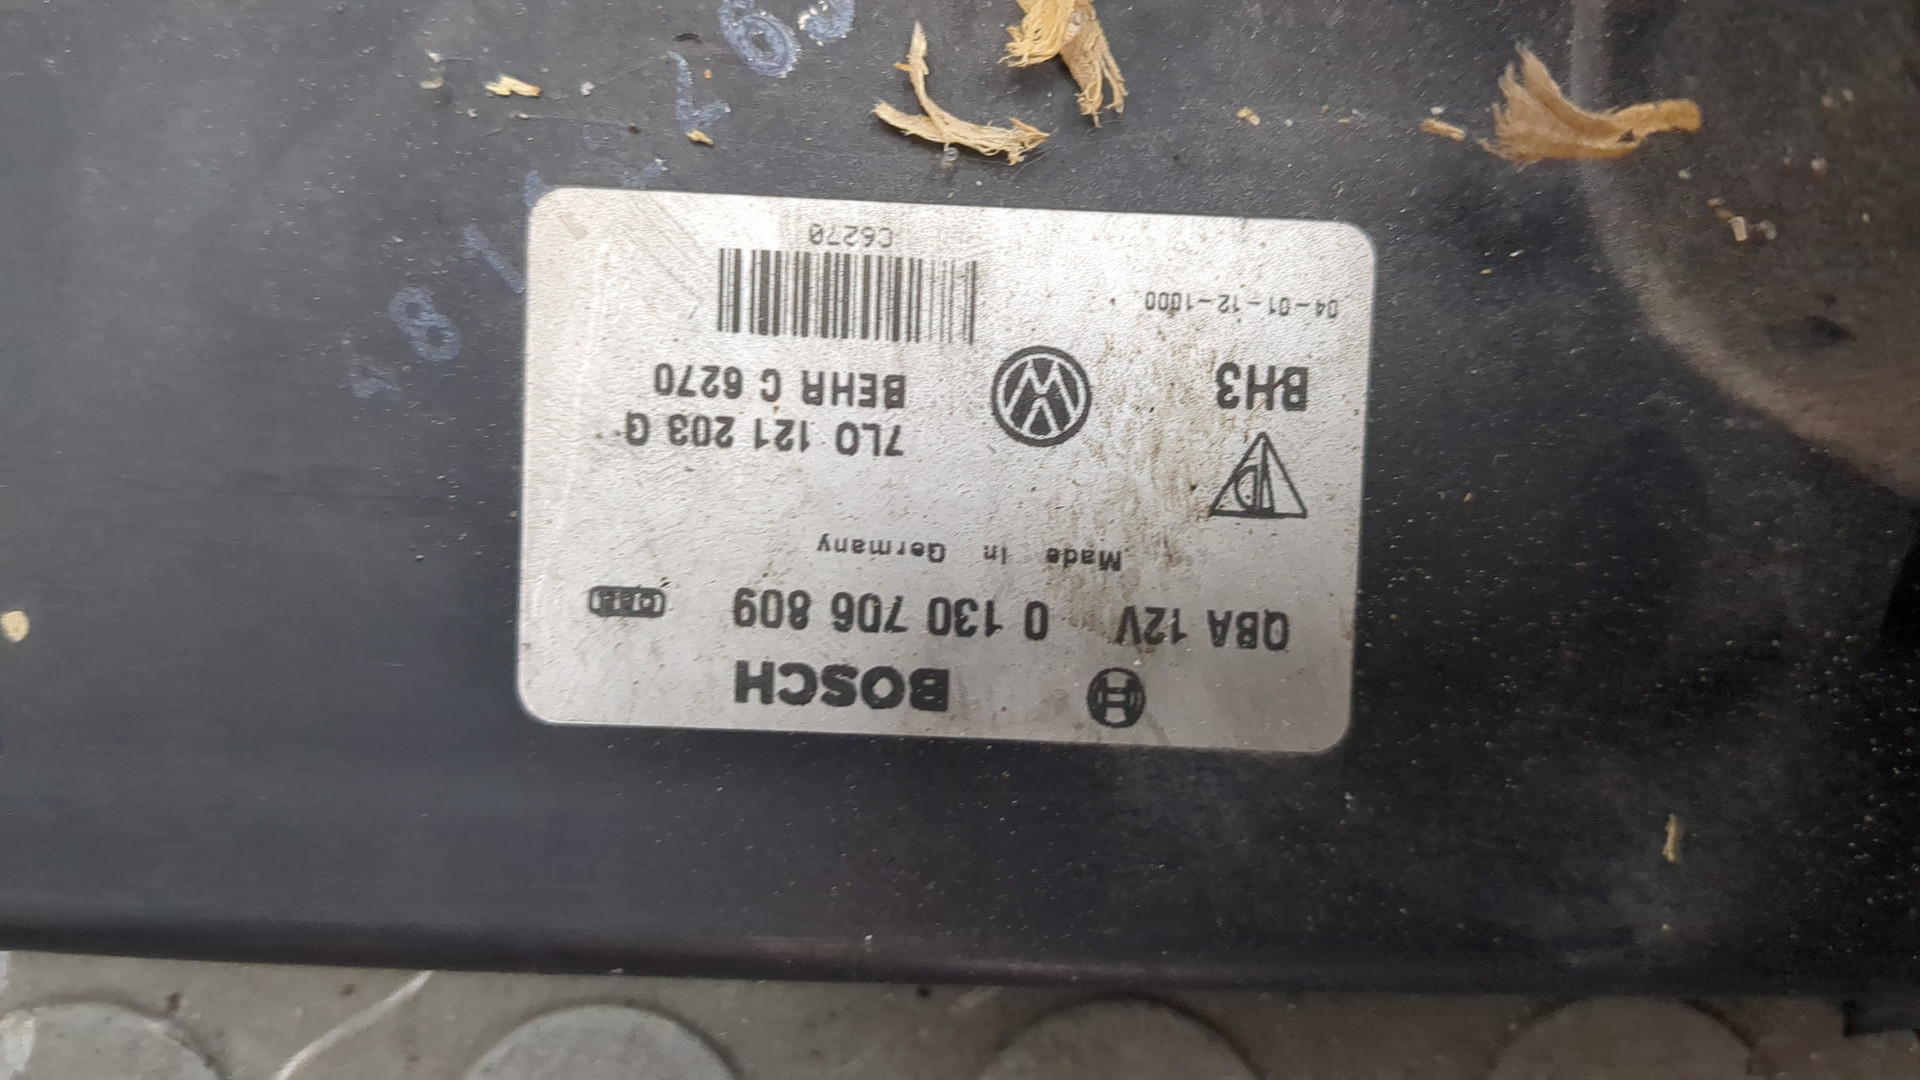 BOSCH
QBA 12V 0 130 706 809
Made In Germany
7L0 121 203 G
BH3 BEHR C 6270
04-01-12-1000
C6270